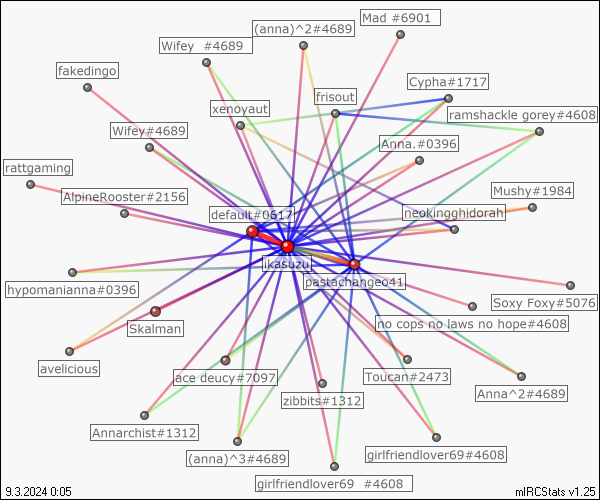 Mad #6901
(anna)^2#4689
Wifey  #4689
fakedingo
Cypha#1717
frisout
xenoyaut
ramshackle gorey#4608
Wifey#4689
Anna.#0396
rattgaming
AlpineRooster#2156
Mushy#1984
default#0617
neokingghidorah
ikasuzu
pastachangeo41
hypomanianna#0396
Soxy Foxy#5076
Skalman
no cops no laws no hope#4608
avelicious
ace deucy#7097
Toucan#2473
Anna^2#4689
zibbits#1312
Annarchist#1312
(anna)^3#4689
girlfriendlover69#4608
girlfriendlover69  #4608
9.3.2024 0:05
mIRCStats v1.25